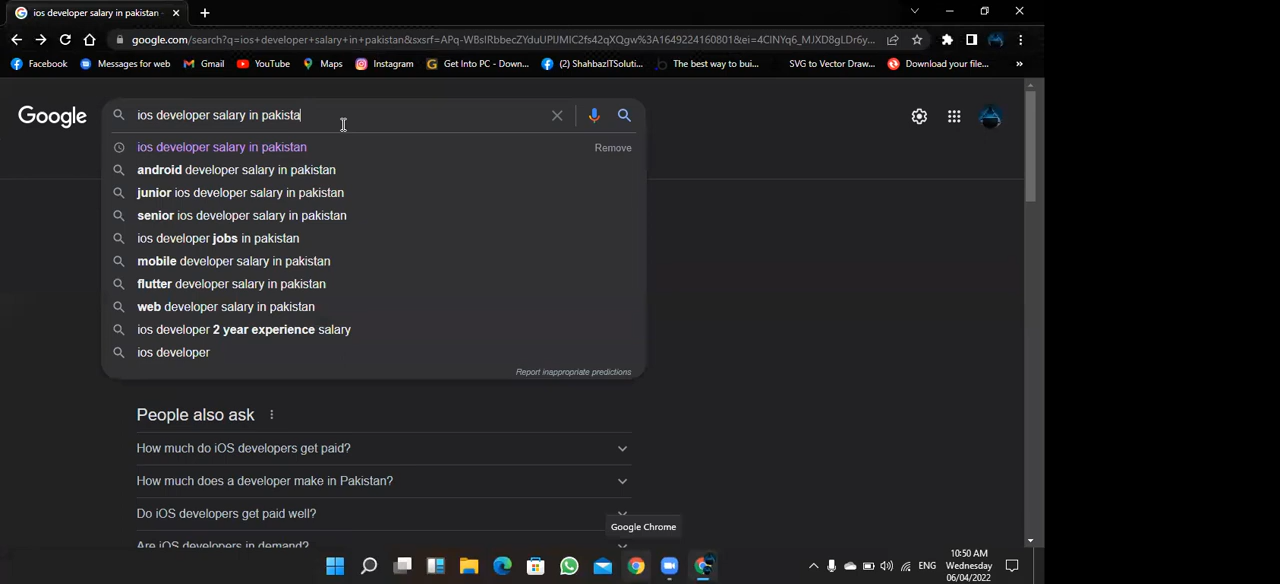 ios developer salary in pakistan
google.com/search?q=ios+developer+salary+in+pakistan&sxsrf=APq-WBsIRbbecZYduUPIJMIC2fs42qXQgw%3A1649224160801&ei=4ClNYq6_MJXD8gLDr6y...
Facebook
Messages for web
Gmail
YouTube
Maps
Instagram
Get Into PC - Down...
(2) ShahbazITSoluti...
The best way to bui...
SVG to Vector Draw...
Download your file...
»
Google
ios developer salary in pakista
ios developer salary in pakistan
Remove
android developer salary in pakistan
junior ios developer salary in pakistan
senior ios developer salary in pakistan
ios developer jobs in pakistan
mobile developer salary in pakistan
flutter developer salary in pakistan
web developer salary in pakistan
ios developer 2 year experience salary
ios developer
Report inappropriate predictions
People also ask
How much do iOS developers get paid?
How much does a developer make in Pakistan?
Do iOS developers get paid well?
Google Chrome
Are iOS developers in demand?
ENG
10:50 AM
Wednesday
06/04/2022